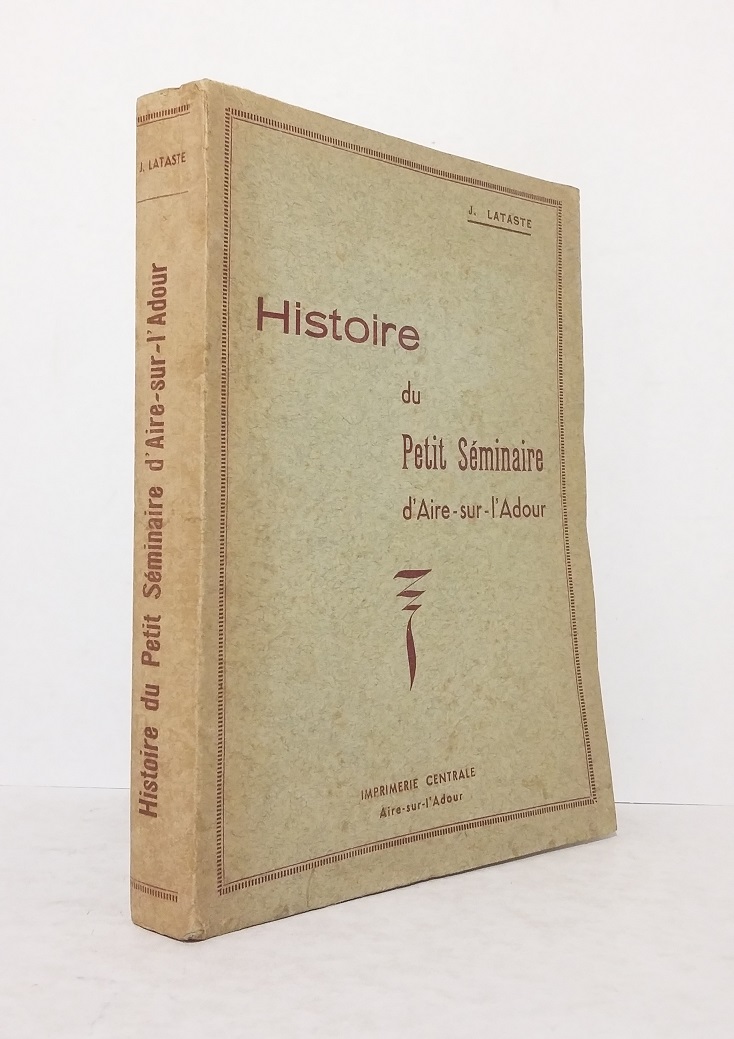 J. LATASTE
Histoire du Petit Séminaire d'Aire-sur-l'Adour
J. LATASTE
Histoire
du
Petit Séminaire
d'Aire-sur-l'Adour
IMPRIMERIE CENTRALE
Aire-sur-l'Adour